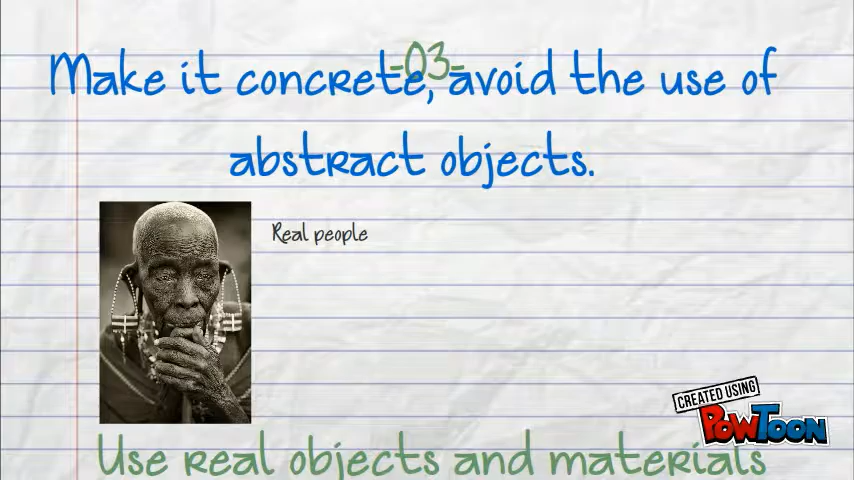 -03-
Make it concrete, avoid the use of
abstract objects.
Real people
CREATED USING
POWTOON
Use real objects and materials